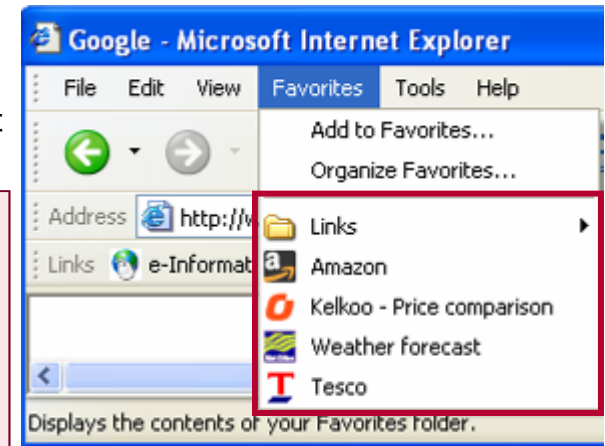 Google - Microsoft Internet Explorer
File Edit View Favorites Tools Help
Add to Favorites...
Organize Favorites...
Address http://w
Links e-Informat
Links
Amazon
Kelkoo - Price comparison
Weather forecast
Tesco
Displays the contents of your Favorites folder.